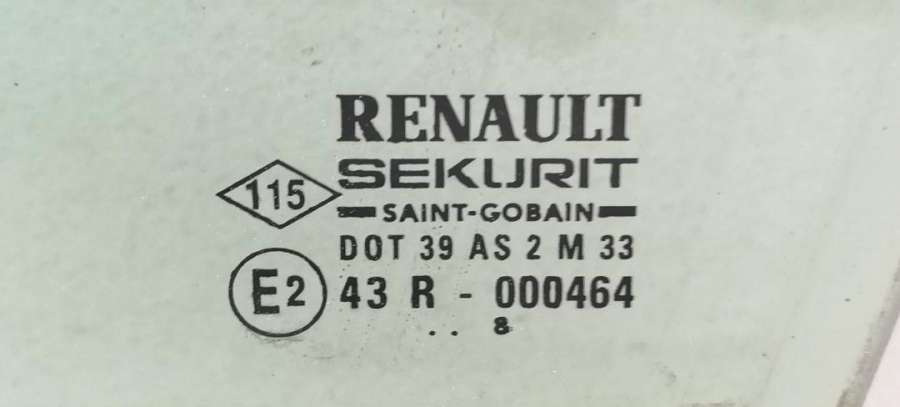 RENAULT
115
SEKURIT
SAINT-GOBAIN
DOT 39 AS 2 M 33
E2
43 R - 000464
.. 8